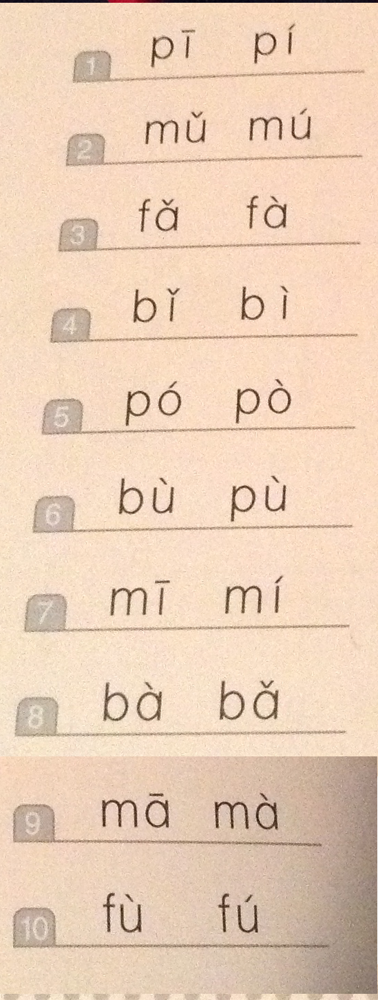 1 pī pí
2 mǔ mú
3 fǎ fà
4 bǐ bì
5 pó pò
6 bù pù
7 mī mí
8 bà bǎ
9 mā mà
10 fù fú